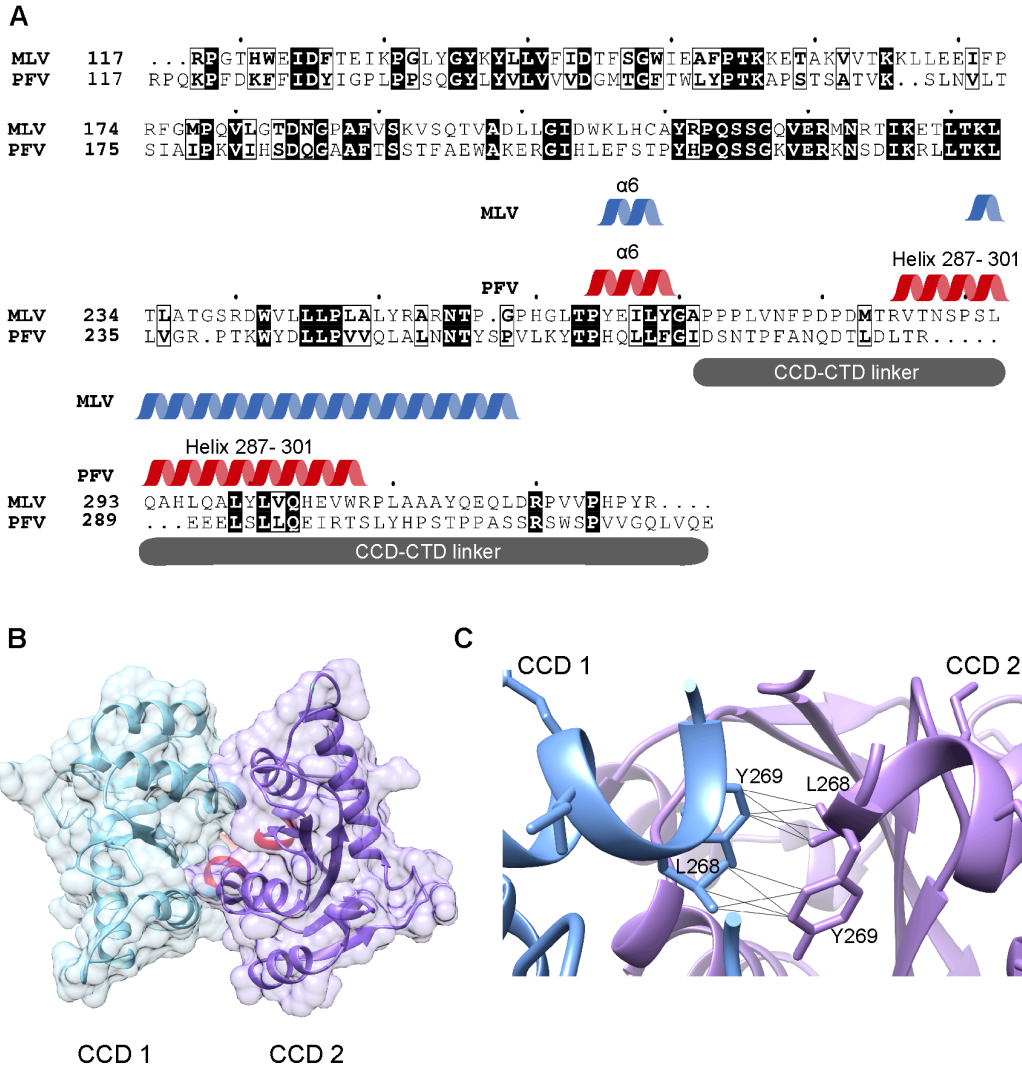 A
MLV 117 ...RPGTHWEIDFTEIKPGLYGYKYLLVFIDTFSGWIEAFPTKKETAKVVTKKLLEEIFP
PFV 117 RPQKPFDKFFIDYIGPLPPSQGYLYVLVVVDGMTGFTWLYPTKAPSTSATVK..SLNVLT
MLV 174 RFGMPQVLGTDNGPAFVSKVSQTVADLLGIDWKLHCAYRPQSSGQVERMNRTIKETLTKL
PFV 175 SIAIPKVIHSDQGAAFTSSTFAEWAKERGIHLEFSTPYHPQSSGKVERKNSDIKRLLTKL
α6
MLV
α6 Helix 287- 301
PFV
MLV 234 TLATGSRDWVLLLPLALYRARNTP.GPHGLTPYEILYGAPPPLVNFPDPDMTRVTNSPSL
PFV 235 LVGR.PTKWYDLLPVVQLALNNTYSPVLKYTPHQLLFGIDSNTPFANQDTLDLTR.....
CCD-CTD linker
MLV
Helix 287- 301
PFV
MLV 293 QAHLQALYLVQHEVWRPLAAAYQEQLDRPVVPHPYR....
PFV 289 ...EEELSLLQEIRTSLYHPSTPPASSRSWSPVVGQLVQE
CCD-CTD linker
B
CCD 1 CCD 2
C
CCD 1 CCD 2
Y269 L268
L268
Y269